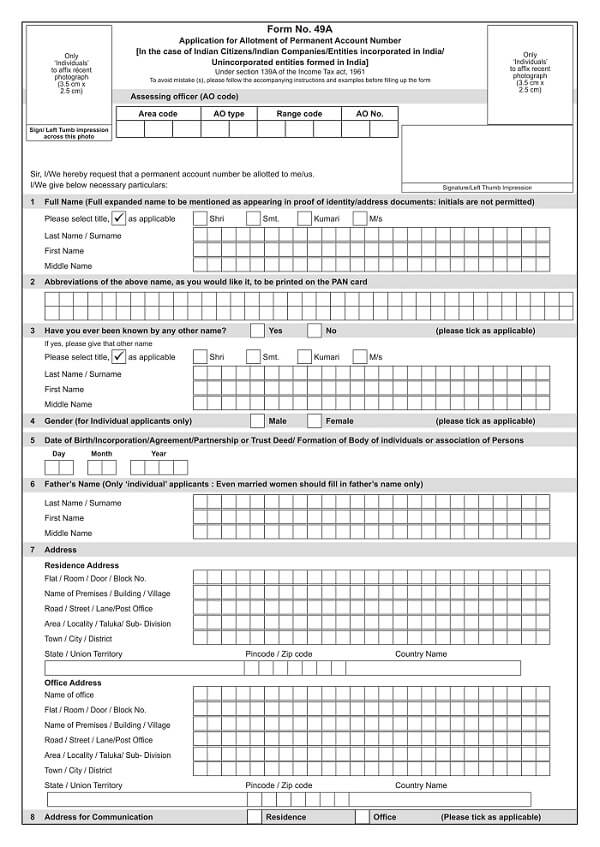 Form No. 49A
Application for Allotment of Permanent Account Number
[In the case of Indian Citizens/Indian Companies/Entities incorporated in India/
Unincorporated entities formed in India]
Under section 139A of the Income Tax act, 1961
To avoid mistake (s), please follow the accompanying instructions and examples before filling up the form
Only
'Individuals'
to affix recent
photograph
(3.5 cm x
2.5 cm)
Only
'Individuals'
to affix recent
photograph
(3.5 cm x
2.5 cm)
Assessing officer (AO code)
Area code AO type Range code AO No.
Sign/ Left Tumb impression
across this photo
Sir, I/We hereby request that a permanent account number be allotted to me/us.
I/We give below necessary particulars:
Signature/Left Thumb Impression
1 Full Name (Full expanded name to be mentioned as appearing in proof of identity/address documents: initials are not permitted)
Please select title, ✓ as applicable Shri Smt. Kumari M/s
Last Name / Surname
First Name
Middle Name
2 Abbreviations of the above name, as you would like it, to be printed on the PAN card
3 Have you ever been known by any other name? Yes No (please tick as applicable)
If yes, please give that other name
Please select title, ✓ as applicable Shri Smt. Kumari M/s
Last Name / Surname
First Name
Middle Name
4 Gender (for Individual applicants only) Male Female (please tick as applicable)
5 Date of Birth/Incorporation/Agreement/Partnership or Trust Deed/ Formation of Body of individuals or association of Persons
Day Month Year
6 Father's Name (Only 'individual' applicants : Even married women should fill in father's name only)
Last Name / Surname
First Name
Middle Name
7 Address
Residence Address
Flat / Room / Door / Block No.
Name of Premises / Building / Village
Road / Street / Lane/Post Office
Area / Locality / Taluka/ Sub- Division
Town / City / District
State / Union Territory Pincode / Zip code Country Name
Office Address
Name of office
Flat / Room / Door / Block No.
Name of Premises / Building / Village
Road / Street / Lane/Post Office
Area / Locality / Taluka/ Sub- Division
Town / City / District
State / Union Territory Pincode / Zip code Country Name
8 Address for Communication Residence Office (Please tick as applicable)